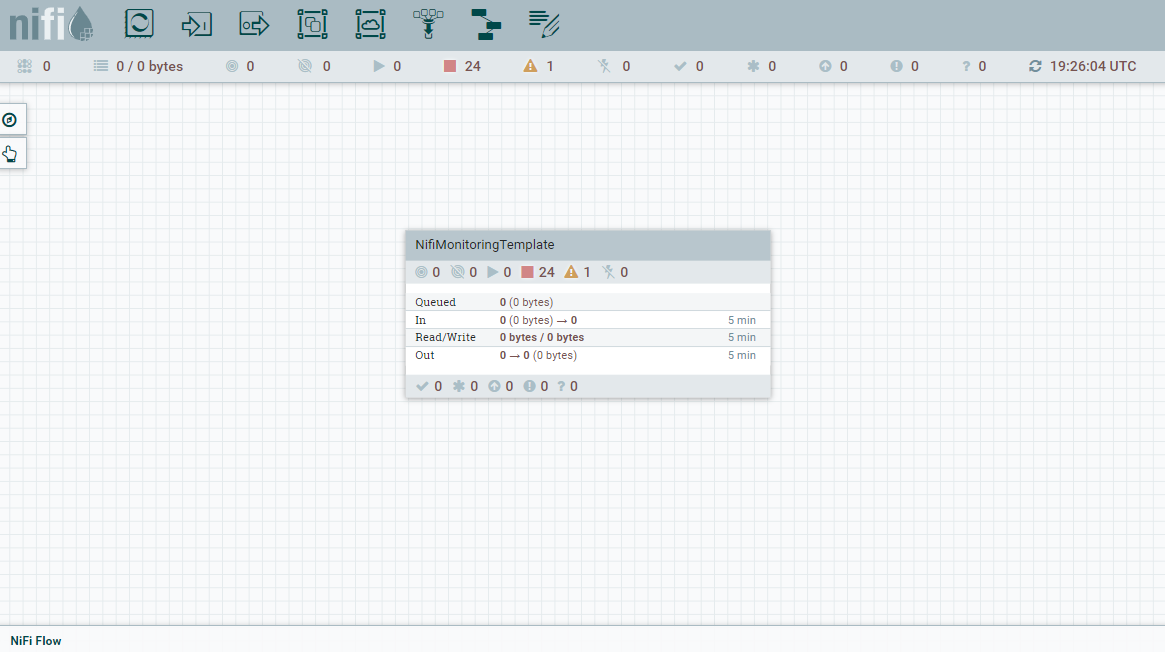 nifi
0 0 / 0 bytes 0 0 0 24 1 0 0 0 0 0 ? 0 19:26:04 UTC
NifiMonitoringTemplate
0 0 0 24 1 0
Queued 0 (0 bytes)
In 0 (0 bytes) → 0 5 min
Read/Write 0 bytes / 0 bytes 5 min
Out 0 → 0 (0 bytes) 5 min
0 0 0 0 ? 0
NiFi Flow